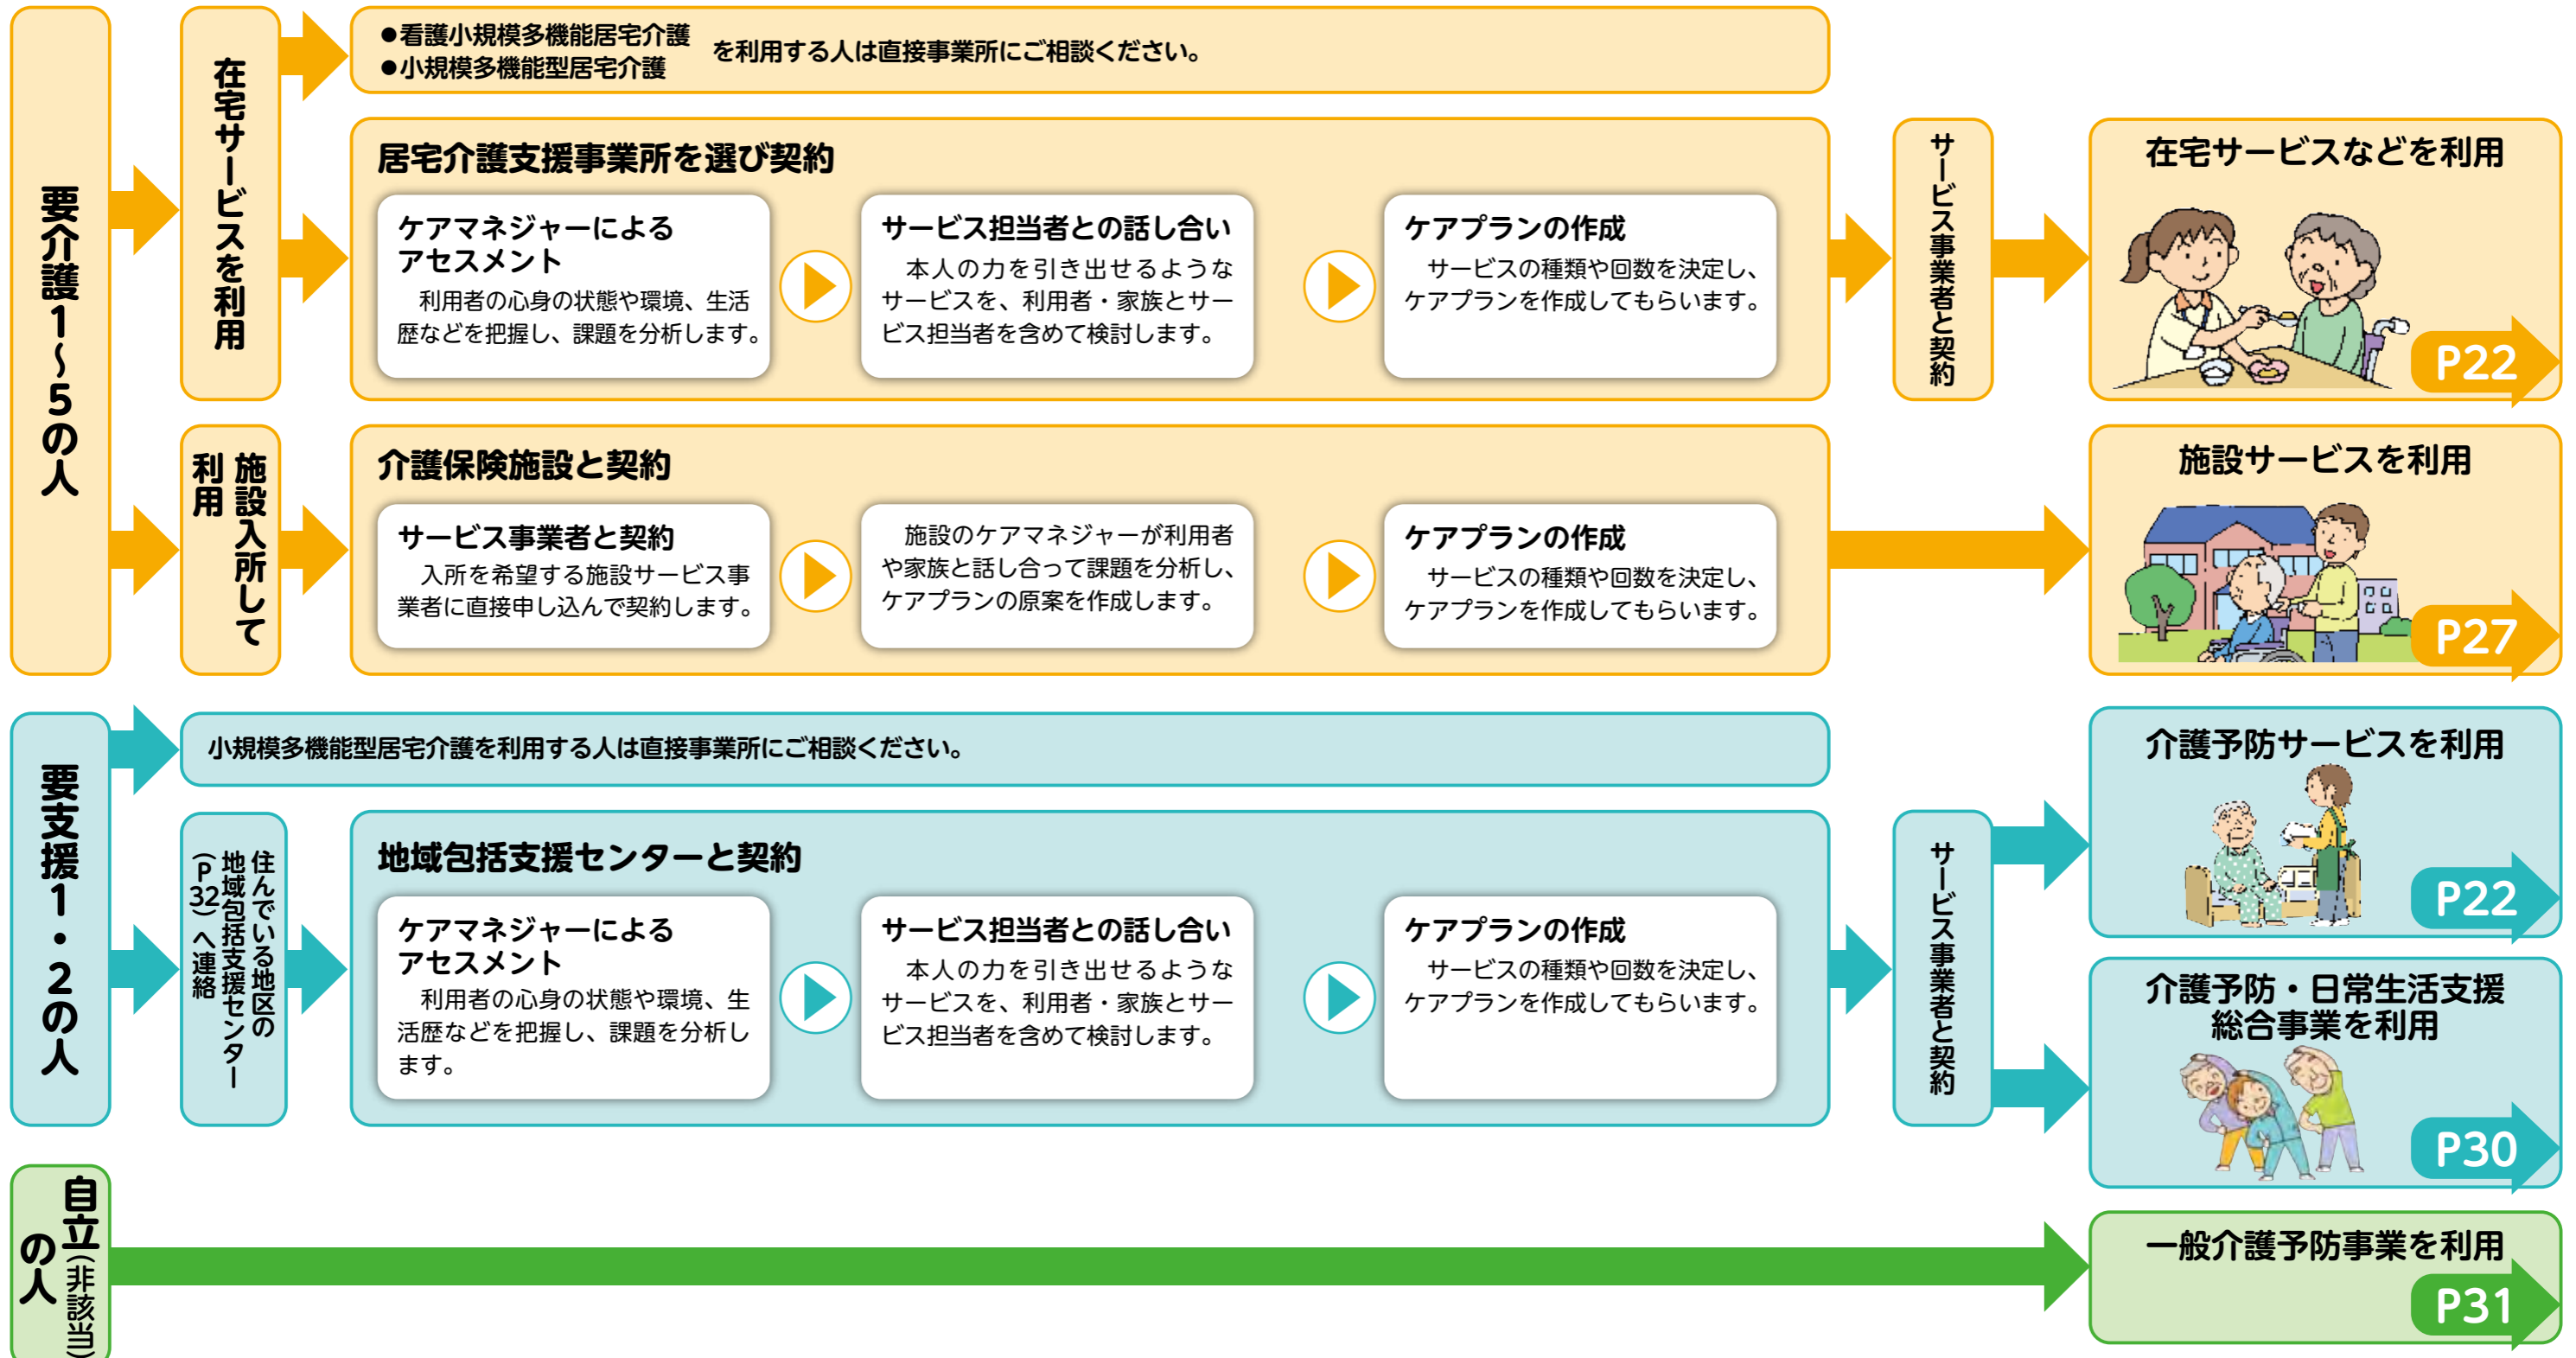 要介護1～5の人
在宅サービスを利用
●看護小規模多機能居宅介護
●小規模多機能型居宅介護
を利用する人は直接事業所にご相談ください。
居宅介護支援事業所を選び契約
ケアマネジャーによる
アセスメント
利用者の心身の状態や環境、生活
歴などを把握し、課題を分析します。
サービス担当者との話し合い
本人の力を引き出せるような
サービスを、利用者・家族とサー
ビス担当者を含めて検討します。
ケアプランの作成
サービスの種類や回数を決定し、
ケアプランを作成してもらいます。
サービス事業者と契約
在宅サービスなどを利用
P22
施設入所して
利用
介護保険施設と契約
サービス事業者と契約
入所を希望する施設サービス事
業者に直接申し込んで契約します。
施設のケアマネジャーが利用者
や家族と話し合って課題を分析し、
ケアプランの原案を作成します。
ケアプランの作成
サービスの種類や回数を決定し、
ケアプランを作成してもらいます。
施設サービスを利用
P27
要支援1・2の人
小規模多機能型居宅介護を利用する人は直接事業所にご相談ください。
住んでいる地区の
地域包括支援センター
（P32）へ連絡
地域包括支援センターと契約
ケアマネジャーによる
アセスメント
利用者の心身の状態や環境、生
活歴などを把握し、課題を分析し
ます。
サービス担当者との話し合い
本人の力を引き出せるような
サービスを、利用者・家族とサー
ビス担当者を含めて検討します。
ケアプランの作成
サービスの種類や回数を決定し、
ケアプランを作成してもらいます。
サービス事業者と契約
介護予防サービスを利用
P22
介護予防・日常生活支援
総合事業を利用
P30
自立（非該当）
の人
一般介護予防事業を利用
P31